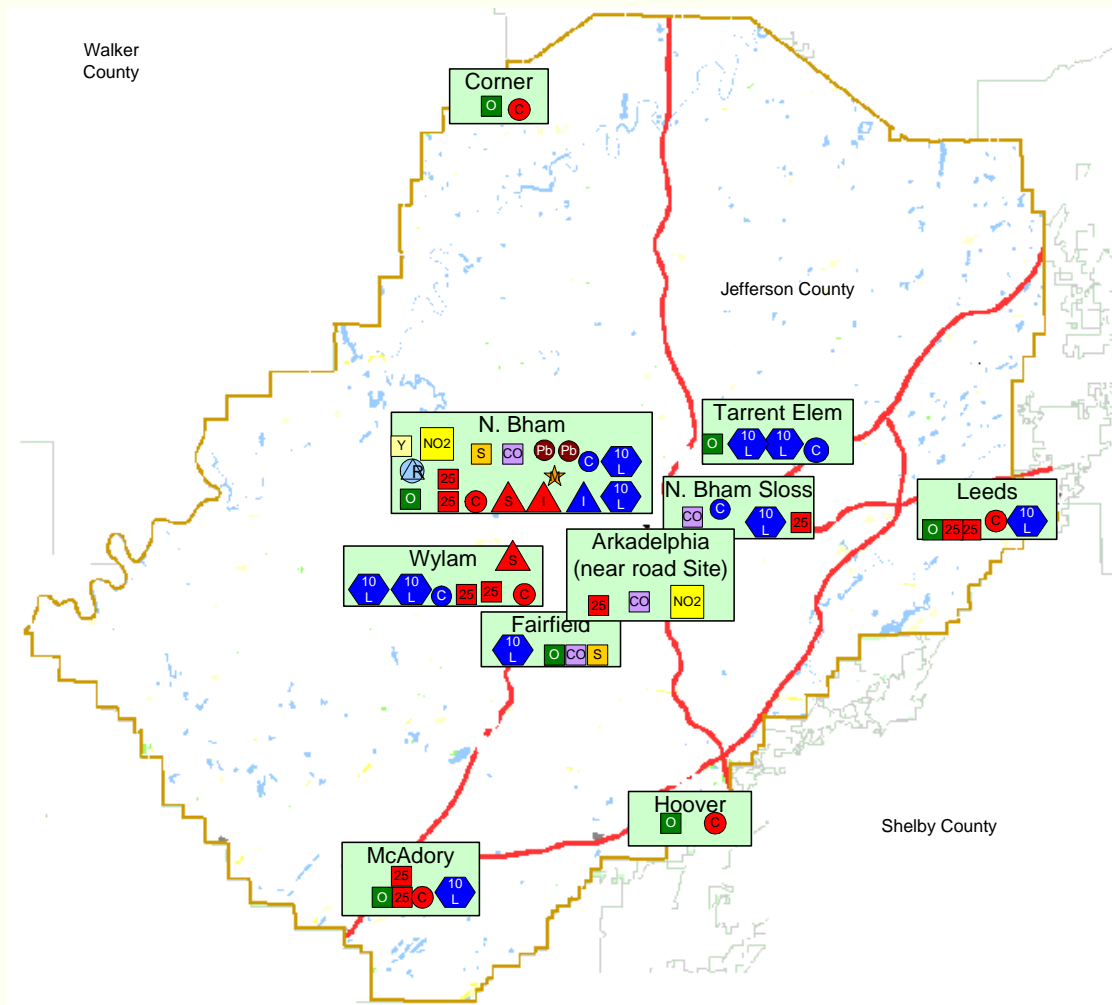 Walker
County
Corner
O C
Jefferson County
N. Bham
Y NO2 S CO Pb Pb C 10 L
R 25 M
O 25 C S I I 10 L
Tarrent Elem
O 10 L 10 L C
N. Bham Sloss
CO C 10 L 25
Leeds
O 25 25 C 10 L
Wylam
S
10 L 10 L C 25 25 C
Arkadelphia
(near road Site)
25 CO NO2
Fairfield
10 L O CO S
Hoover
O C
Shelby County
McAdory
25
O 25 C 10 L